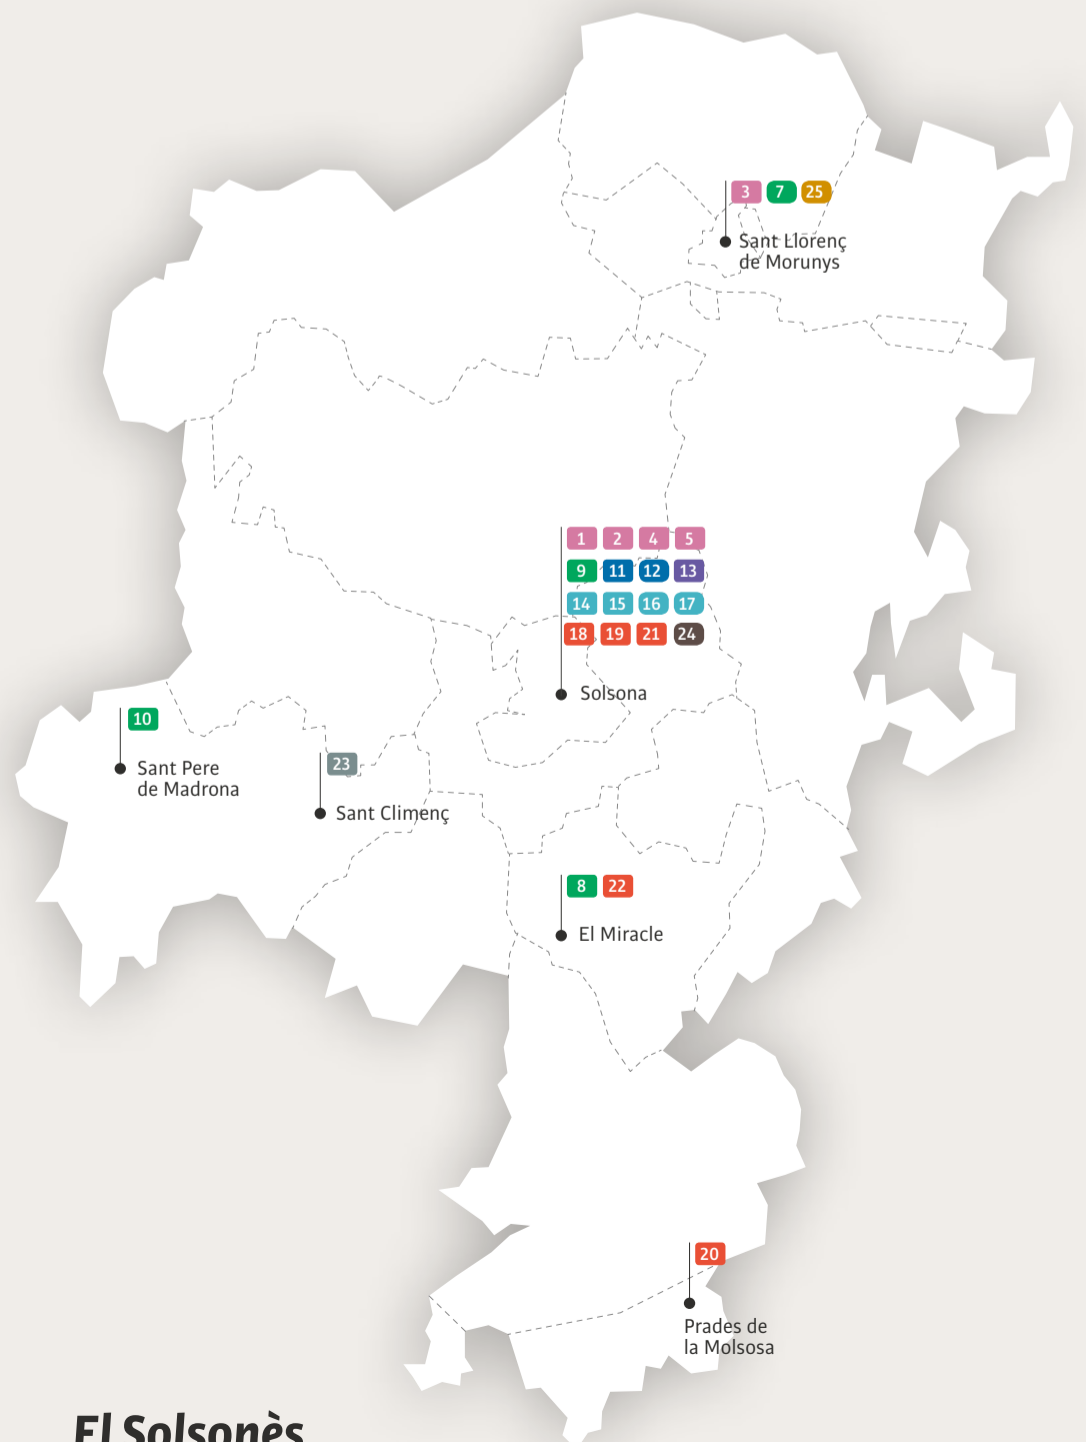 3 7 25
Sant Llorenç
de Morunys
1 2 4 5
9 11 12 13
14 15 16 17
18 19 21 24
Solsona
10
Sant Pere
de Madrona
23
Sant Climenç
8 22
El Miracle
20
Prades de
la Molsosa
El Solsonès